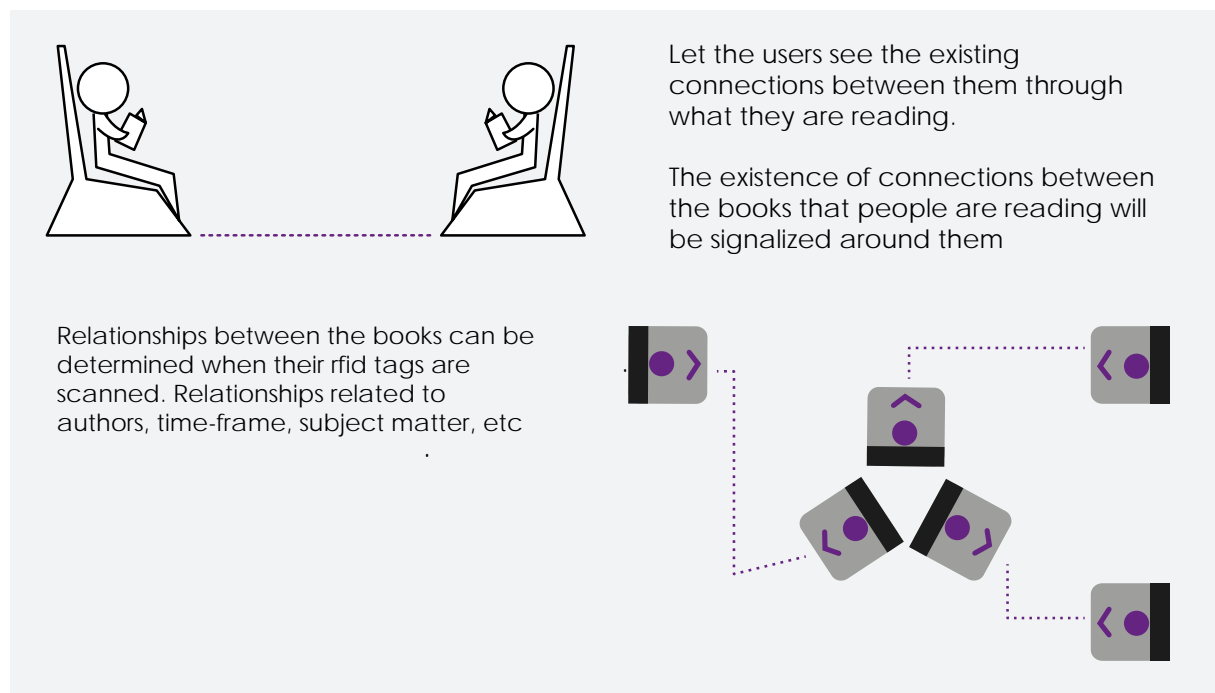 Let the users see the existing
connections between them through
what they are reading.
The existence of connections between
the books that people are reading will
be signalized around them
Relationships between the books can be
determined when their rfid tags are
scanned. Relationships related to
authors, time-frame, subject matter, etc
.